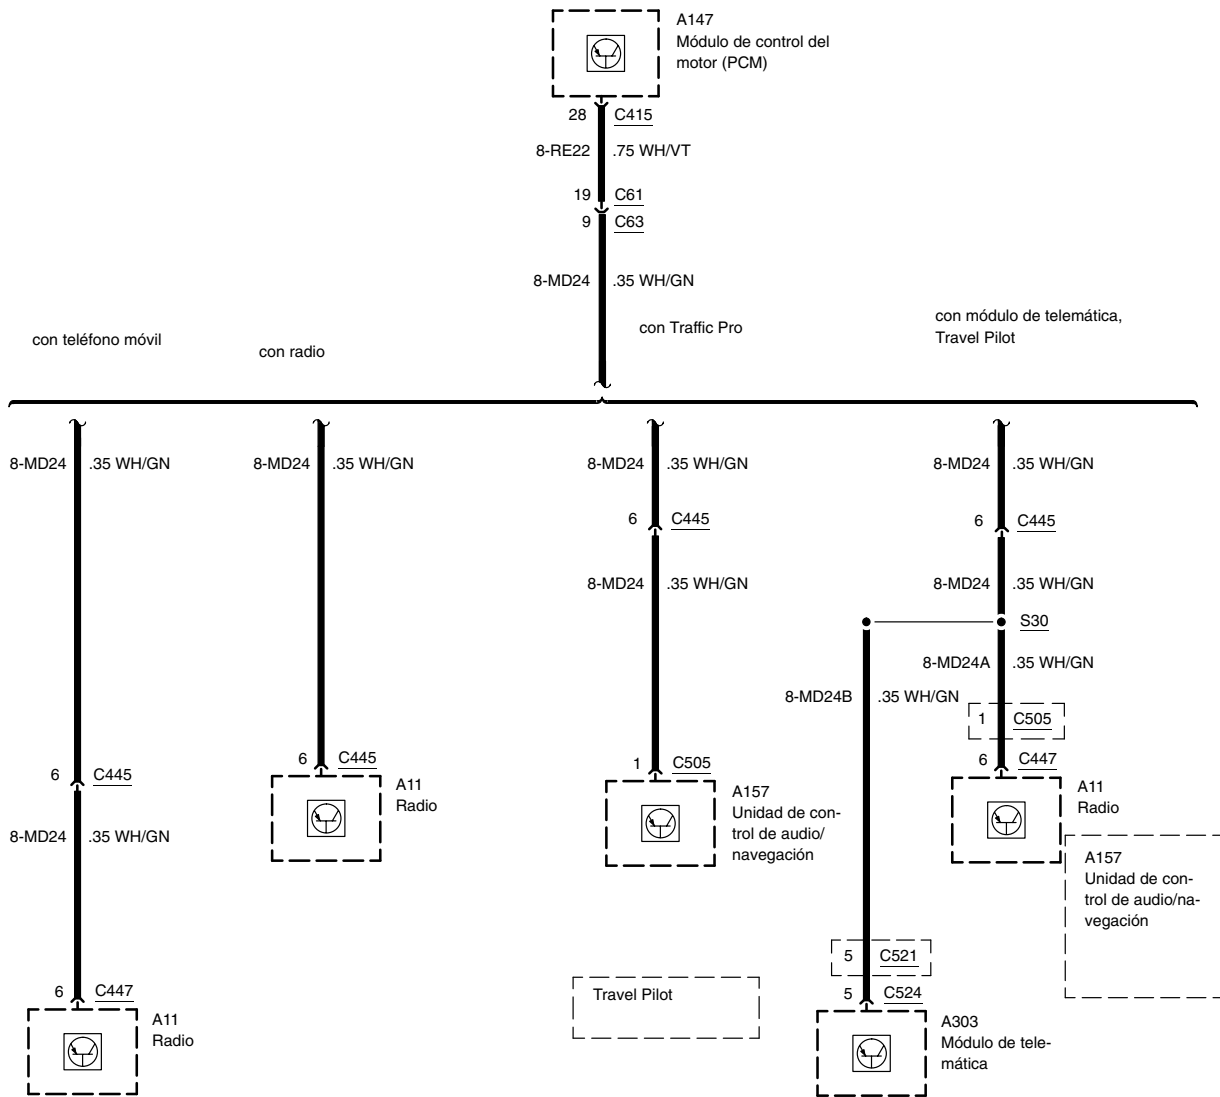 A147
Módulo de control del
motor (PCM)
28 C415
8-RE22 .75 WH/VT
19 C61
9 C63
8-MD24 .35 WH/GN
con teléfono móvil
con radio
con Traffic Pro
con módulo de telemática,
Travel Pilot
8-MD24 .35 WH/GN
8-MD24 .35 WH/GN
8-MD24 .35 WH/GN
8-MD24 .35 WH/GN
6 C445
6 C445
8-MD24 .35 WH/GN
8-MD24 .35 WH/GN
S30
8-MD24A .35 WH/GN
8-MD24B .35 WH/GN
1 C505
6 C445
6 C445
1 C505
6 C447
A11
Radio
A157
Unidad de con-
trol de audio/
navegación
A11
Radio
8-MD24 .35 WH/GN
A157
Unidad de con-
trol de audio/na-
vegación
5 C521
6 C447
Travel Pilot
5 C524
A11
Radio
A303
Módulo de tele-
mática